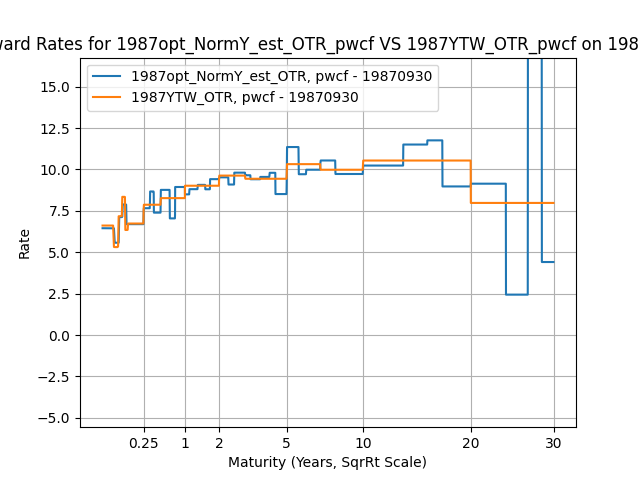 ward Rates for 1987opt_NormY_est_OTR_pwcf VS 1987YTW_OTR_pwcf on 198
1987opt_NormY_est_OTR, pwcf - 19870930
1987YTW_OTR, pwcf - 19870930
15.0
12.5
10.0
7.5
5.0
2.5
0.0
−2.5
−5.0
Rate
0.25 1 2 5 10 20 30
Maturity (Years, SqrRt Scale)